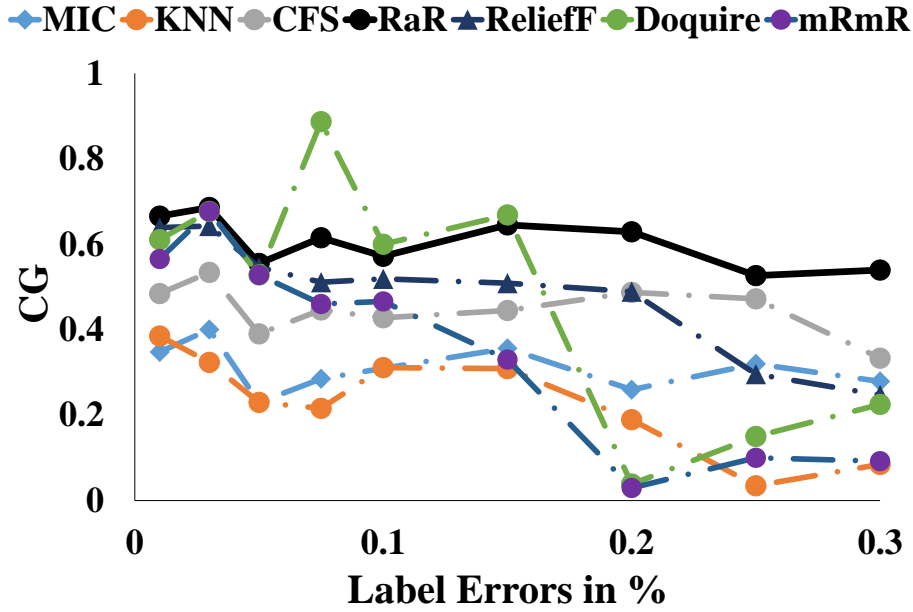 MIC KNN CFS RaR ReliefF Doquire mRmR
1
0.8
0.6
0.4
0.2
0
CG
0 0.1 0.2 0.3
Label Errors in %